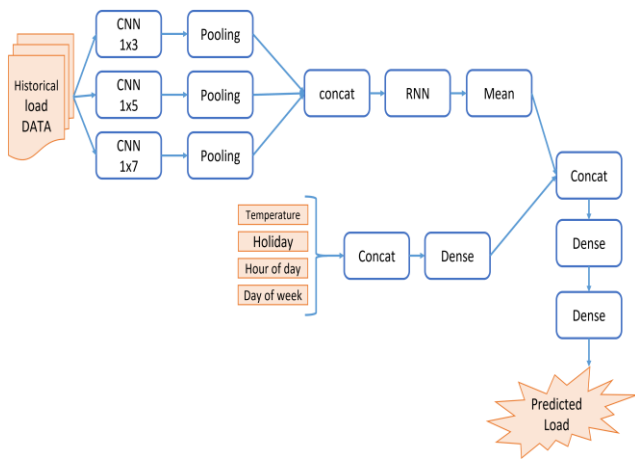 Historical
load
DATA
CNN
1x3
Pooling
CNN
1x5
Pooling
CNN
1x7
Pooling
concat
RNN
Mean
Temperature
Holiday
Hour of day
Day of week
Concat
Dense
Concat
Dense
Dense
Predicted
Load